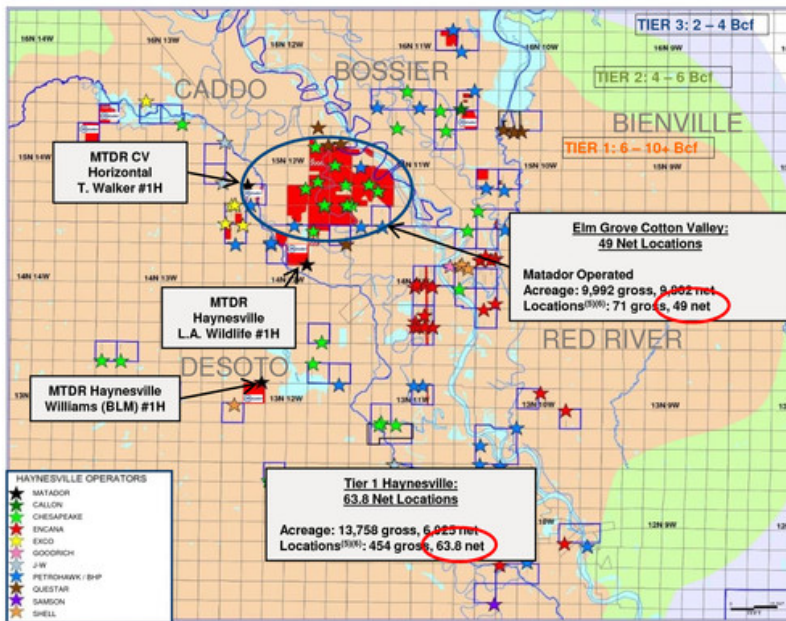 TIER 3: 2 – 4 Bcf
16N 14W
16N 13W
16N 12W
16N 11W
16N 10W
16N 9W
CADDO
BOSSIER
TIER 2: 4 – 6 Bcf
BIENVILLE
TIER 1: 6 – 10+ Bcf
15N 14W
15N 12W
15N 11W
15N 10W
15N 9W
MTDR CV
Horizontal
T. Walker #1H
Elm Grove Cotton Valley:
49 Net Locations
Matador Operated
Acreage: 9,992 gross, net
Locations(5)(6): 71 gross, 49 net
14N 14W
14N 13W
MTDR
Haynesville
L.A. Wildlife #1H
RED RIVER
DESOTO
MTDR Haynesville
Williams (BLM) #1H
13N 12W
13N 11W
13N 10W
13N 9W
Tier 1 Haynesville:
63.8 Net Locations
Acreage: 13,758 gross, net
Locations(5)(6): 454 gross, 63.8 net
12N 9W
HAYNESVILLE OPERATORS
MATADOR
CALLON
CHESAPEAKE
ENCANA
EXCO
GOODRICH
J-W
PETROHAWK / BHP
QUESTAR
SAMSON
SHELL